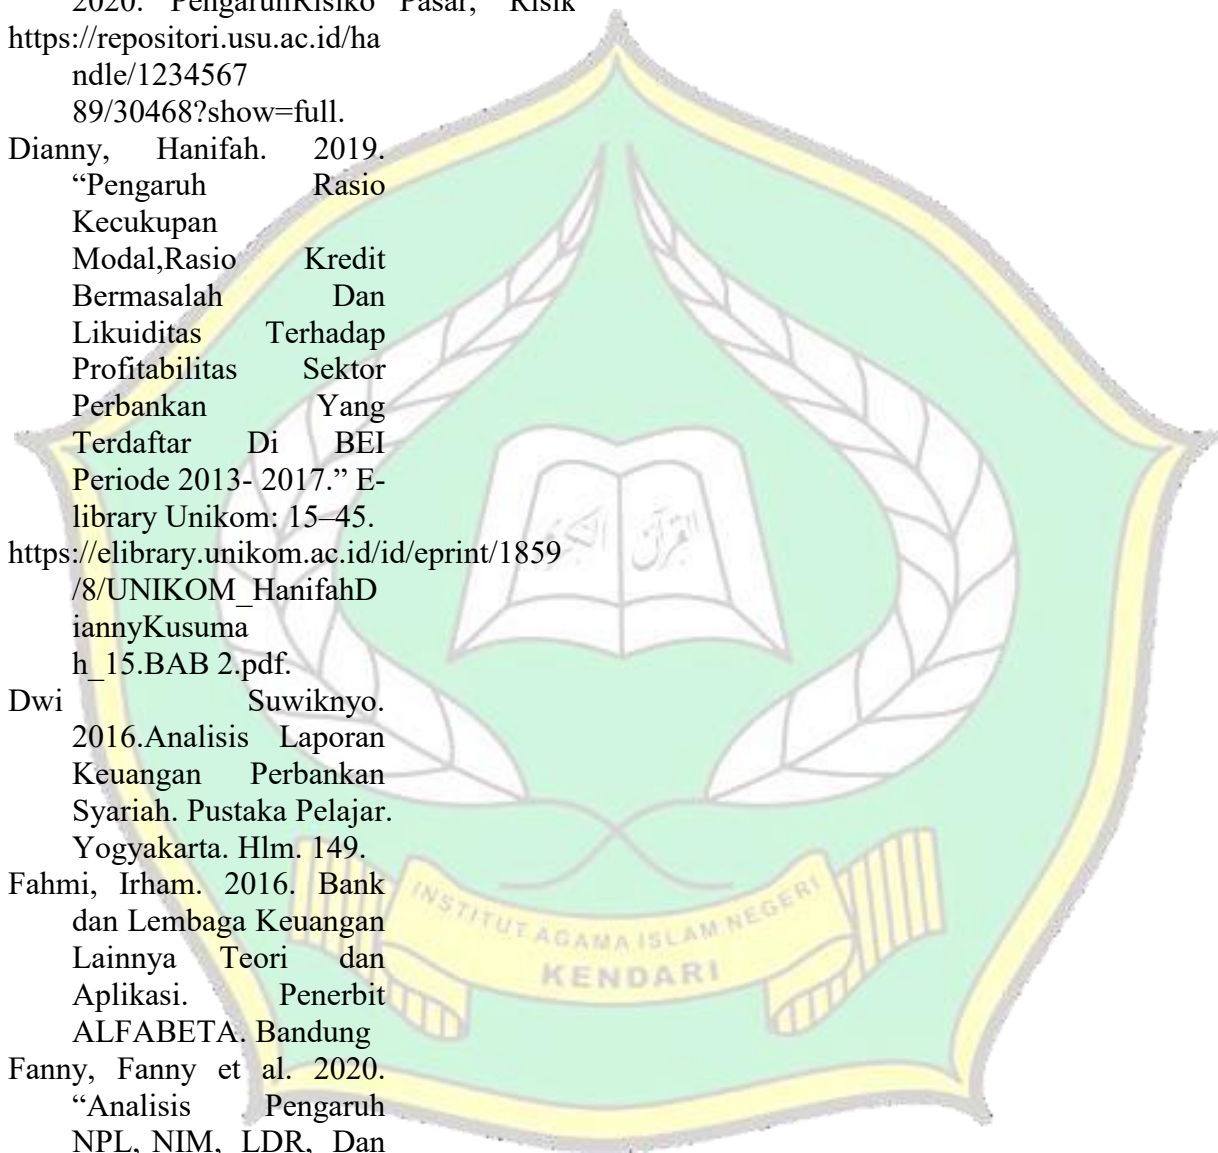 2020. PengaruhRisiko Pasar, Risik
https://repositori.usu.ac.id/ha
ndle/1234567
89/30468?show=full.
Dianny, Hanifah. 2019.
“Pengaruh Rasio
Kecukupan
Modal,Rasio Kredit
Bermasalah Dan
Likuiditas Terhadap
Profitabilitas Sektor
Perbankan Yang
Terdaftar Di BEI
Periode 2013- 2017.” E-
library Unikom: 15–45.
https://elibrary.unikom.ac.id/id/eprint/1859
/8/UNIKOM_HanifahD
iannyKusuma
h_15.BAB 2.pdf.
Dwi Suwiknyo.
2016.Analisis Laporan
Keuangan Perbankan
Syariah. Pustaka Pelajar.
Yogyakarta. Hlm. 149.
Fahmi, Irham. 2016. Bank
dan Lembaga Keuangan
Lainnya Teori dan
Aplikasi. Penerbit
ALFABETA. Bandung
Fanny, Fanny et al. 2020.
“Analisis Pengaruh
NPL, NIM, LDR, Dan
القرآن الكريم
INSTITUT AGAMA ISLAM NEGERI
KENDARI